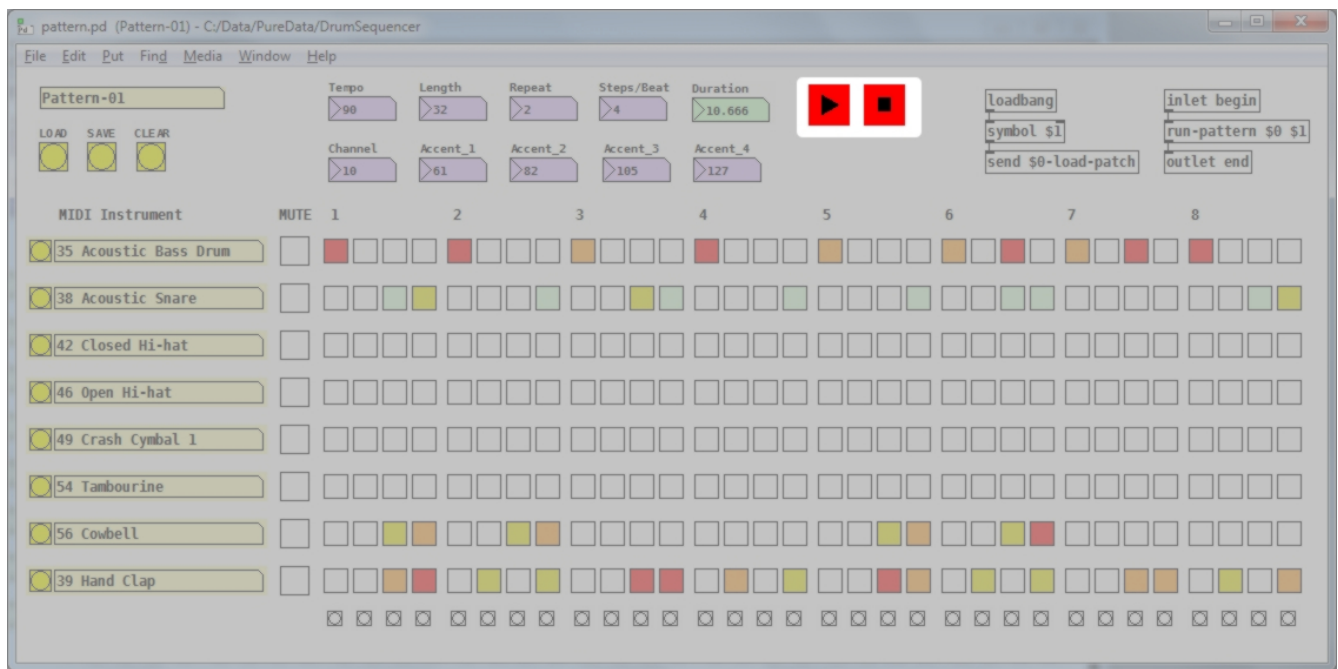 pattern.pd (Pattern-01) - C:/Data/PureData/DrumSequencer
File Edit Put Find Media Window Help
Pattern-01
LOAD SAVE CLEAR
Tempo Length Repeat Steps/Beat Duration
90 32 2 4 10.666
Channel Accent_1 Accent_2 Accent_3 Accent_4
10 61 82 105 127
loadbang
symbol $1
send $0-load-patch
inlet begin
run-pattern $0 $1
outlet end
MIDI Instrument MUTE 1 2 3 4 5 6 7 8
35 Acoustic Bass Drum
38 Acoustic Snare
42 Closed Hi-hat
46 Open Hi-hat
49 Crash Cymbal 1
54 Tambourine
56 Cowbell
39 Hand Clap